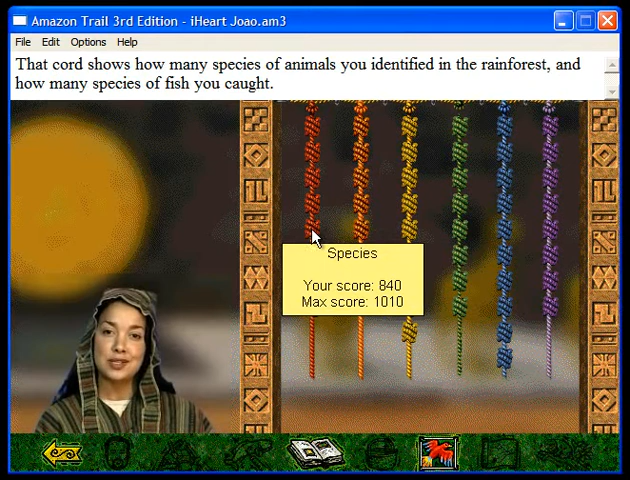 Amazon Trail 3rd Edition - iHeart Joao.am3
File Edit Options Help
That cord shows how many species of animals you identified in the rainforest, and
how many species of fish you caught.
Species
Your score: 840
Max score: 1010